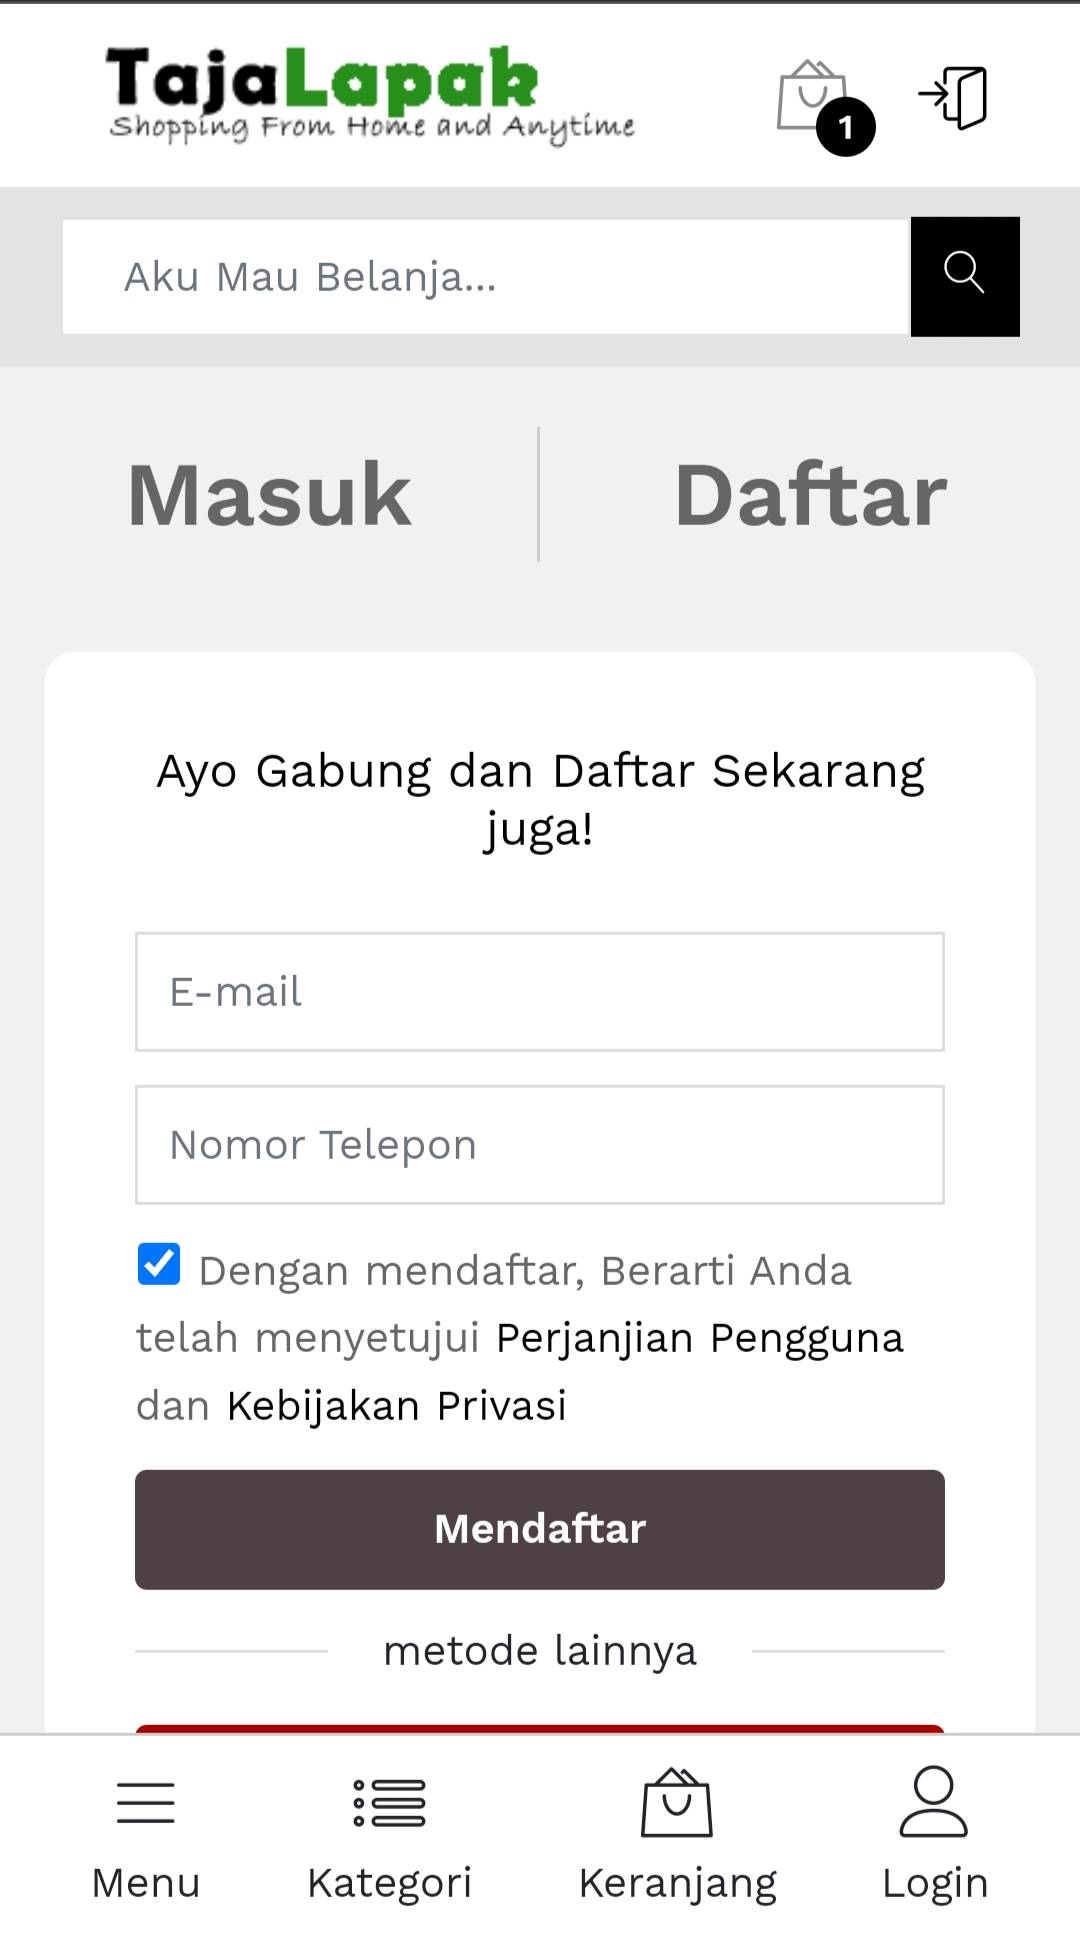 TajaLapak
Shopping From Home and Anytime
1
Aku Mau Belanja...
Masuk
Daftar
Ayo Gabung dan Daftar Sekarang
juga!
E-mail
Nomor Telepon
Dengan mendaftar, Berarti Anda
telah menyetujui Perjanjian Pengguna
dan Kebijakan Privasi
Mendaftar
metode lainnya
Menu
Kategori
Keranjang
Login